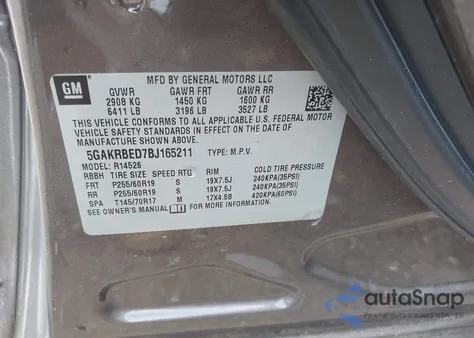 GM
MFD BY GENERAL MOTORS LLC
GVWR GAWR FRT GAWR RR
2908 KG 1450 KG 1600 KG
6411 LB 3196 LB 3527 LB
THIS VEHICLE CONFORMS TO ALL APPLICABLE U.S. FEDERAL MOTOR
VEHICLE SAFETY STANDARDS IN EFFECT ON THE DATE OF
MANUFACTURE SHOWN ABOVE.
5GAKRBED7BJ165211 TYPE: M.P.V.
MODEL: R14526
RBBH TIRE SIZE SPEED RIM COLD TIRE PRESSURE
FRT P255/60R19 S 19X7.5J 240KPA(35PSI)
RR P255/60R19 S 19X7.5J 240KPA(35PSI)
SPA T145/70R17 M 17X4.5B 420KPA(60PSI)
SEE OWNER'S MANUAL FOR MORE INFORMATION.
autoSnap